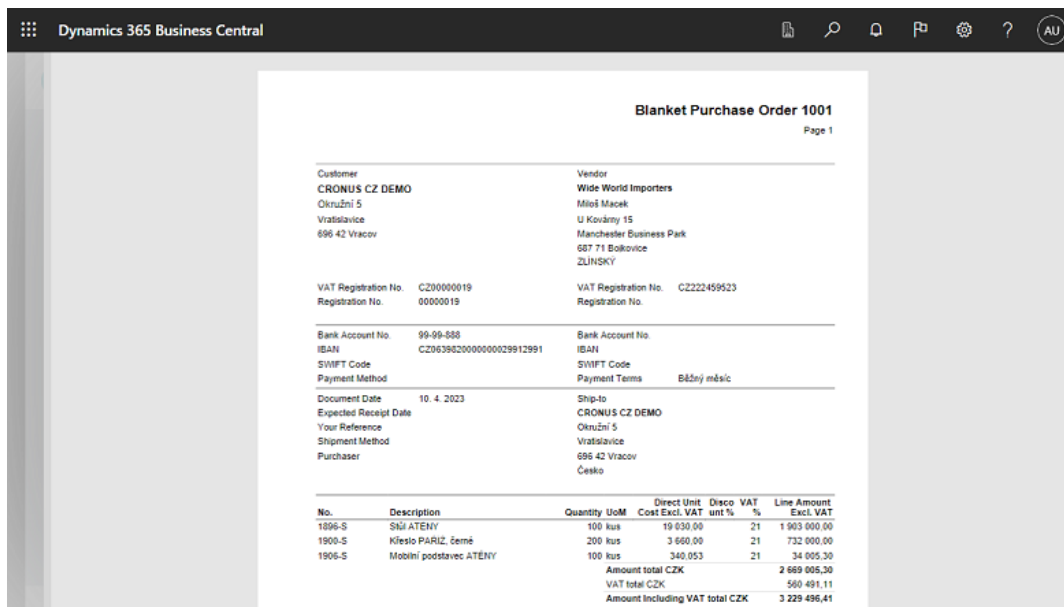 Dynamics 365 Business Central
AU
Blanket Purchase Order 1001
Page 1
Customer
CRONUS CZ DEMO
Okružní 5
Vratislavice
696 42 Vracov
Vendor
Wide World Importers
Miloš Macek
U Kovárny 15
Manchester Business Park
687 71 Bojkovice
ZLÍNSKÝ
VAT Registration No. CZ00000019
Registration No. 00000019
VAT Registration No. CZ222459523
Registration No.
Bank Account No. 99-99-888
IBAN CZ0639820000000029912991
SWIFT Code
Payment Method
Bank Account No.
IBAN
SWIFT Code
Payment Terms Běžný měsíc
Document Date 10. 4. 2023
Expected Receipt Date
Your Reference
Shipment Method
Purchaser
Ship-to
CRONUS CZ DEMO
Okružní 5
Vratislavice
696 42 Vracov
Česko
No. Description Quantity UoM Direct Unit Cost Excl. VAT Disco unt % VAT % Line Amount Excl. VAT
1896-S Stůl ATÉNY 100 kus 19 030,00 21 1 903 000,00
1900-S Křeslo PAŘÍŽ, černé 200 kus 3 660,00 21 732 000,00
1906-S Mobilní podstavec ATÉNY 100 kus 340,053 21 34 005,30
Amount total CZK 2 669 005,30
VAT total CZK 560 491,11
Amount Including VAT total CZK 3 229 496,41